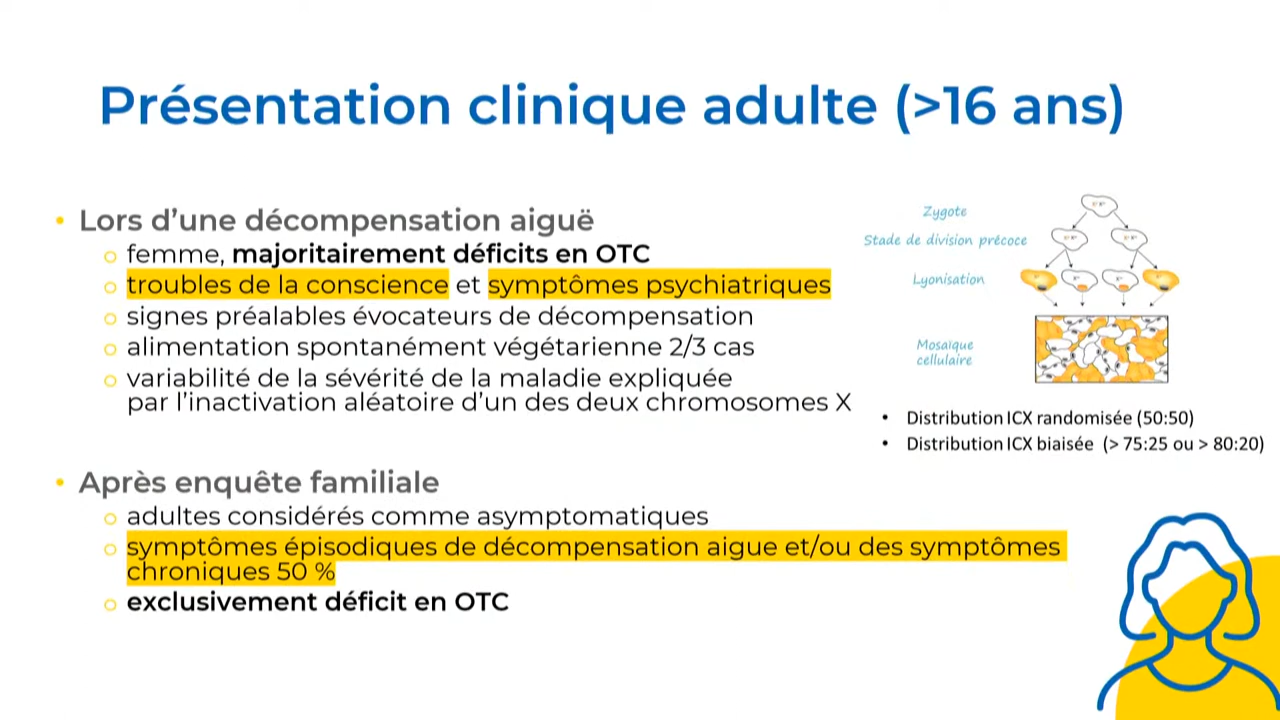 Présentation clinique adulte (>16 ans)
• Lors d’une décompensation aiguë
o femme, majoritairement déficits en OTC
o troubles de la conscience et symptômes psychiatriques
o signes préalables évocateurs de décompensation
o alimentation spontanément végétarienne 2/3 cas
o variabilité de la sévérité de la maladie expliquée
par l’inactivation aléatoire d’un des deux chromosomes X
• Après enquête familiale
o adultes considérés comme asymptomatiques
o symptômes épisodiques de décompensation aigue et/ou des symptômes
chroniques 50 %
o exclusivement déficit en OTC
Zygote
Stade de division précoce
Lyonisation
Mosaïque
cellulaire
• Distribution ICX randomisée (50:50)
• Distribution ICX biaisée (> 75:25 ou > 80:20)